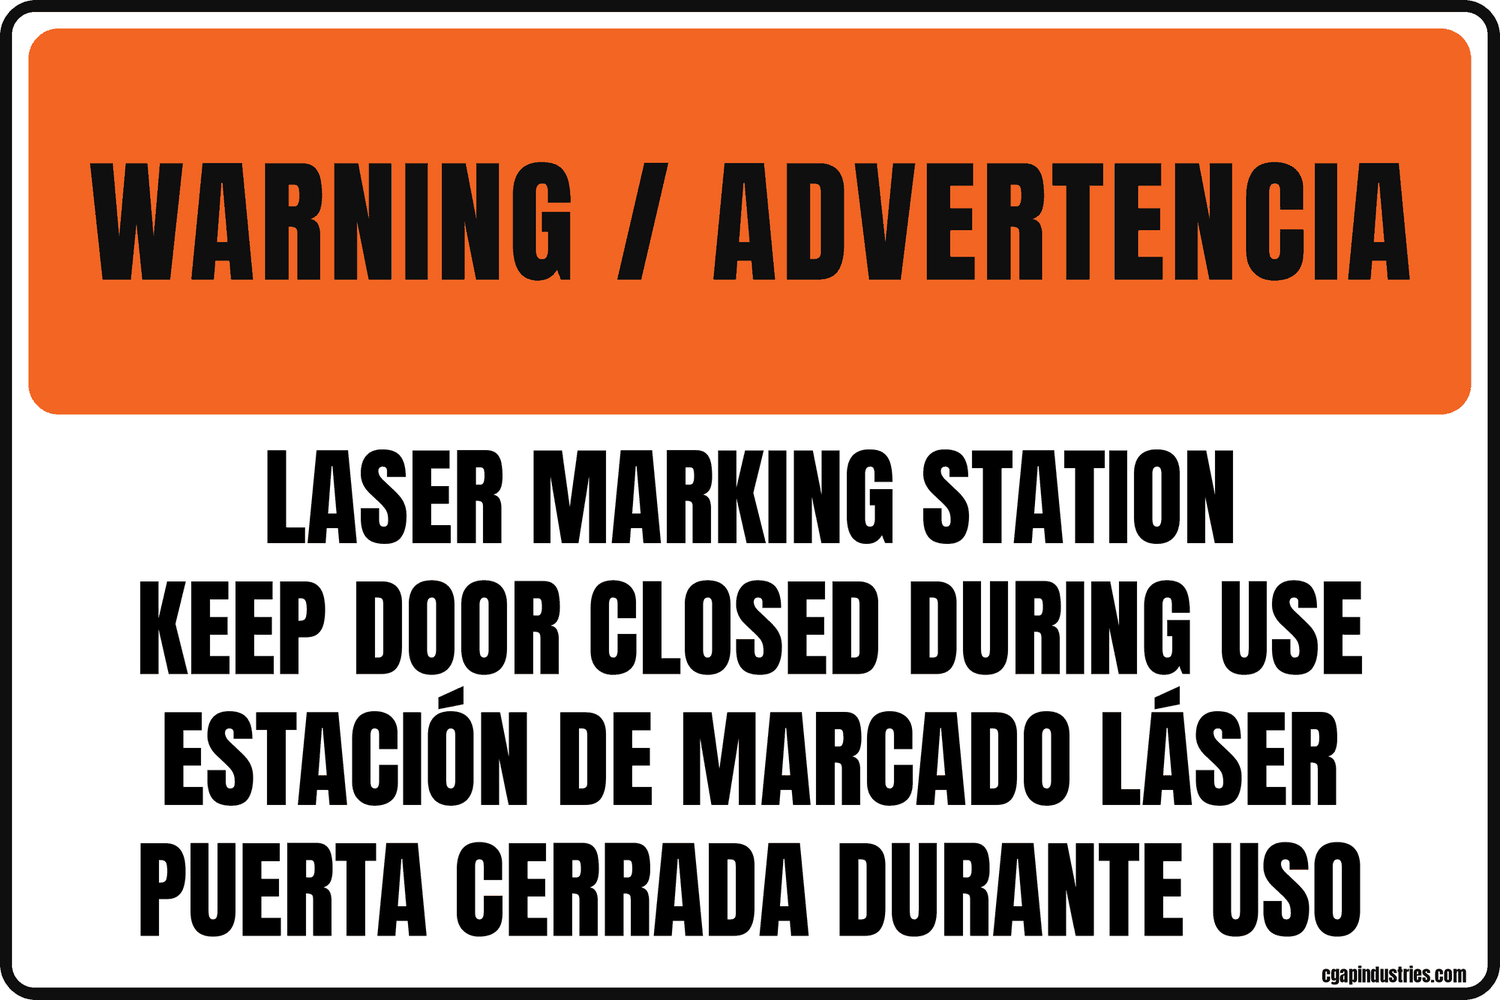 WARNING / ADVERTENCIA
LASER MARKING STATION
KEEP DOOR CLOSED DURING USE
ESTACIÓN DE MARCADO LÁSER
PUERTA CERRADA DURANTE USO
cgapindustries.com